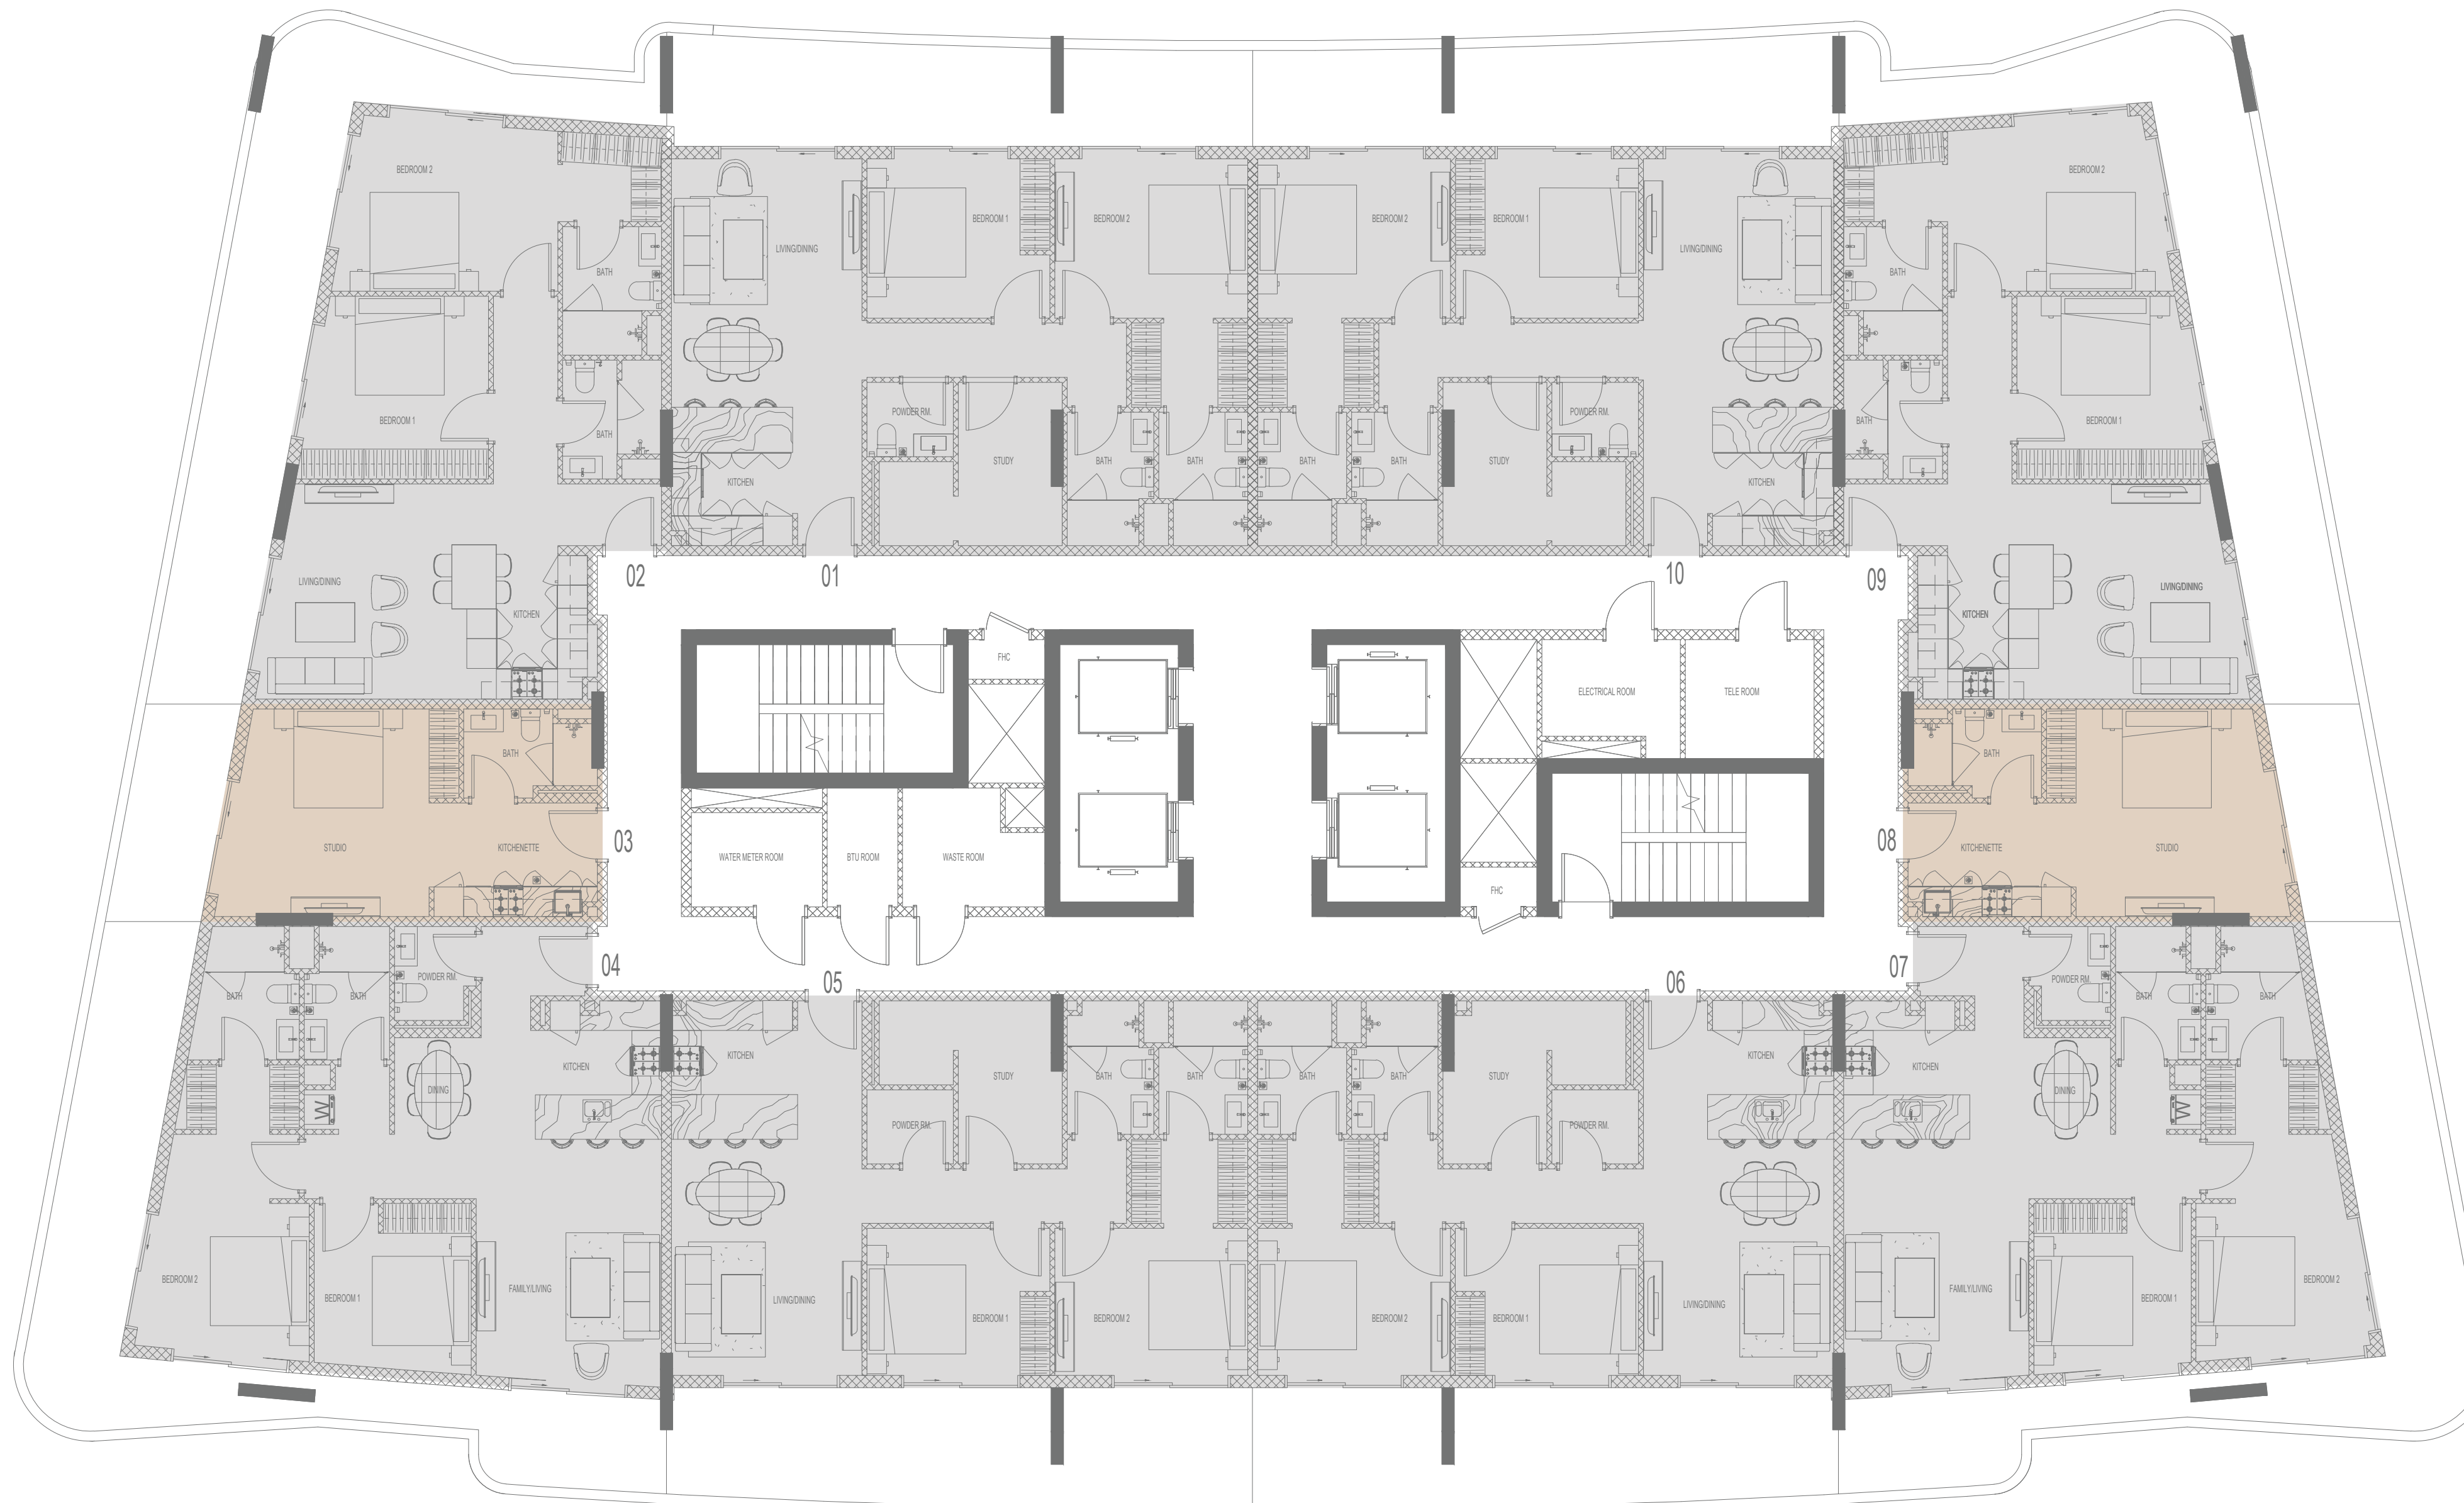 BEDROOM 2
BEDROOM 2
BEDROOM 1
BEDROOM 2
BEDROOM 2
BEDROOM 1
LIVING/DINING
LIVING/DINING
BATH
BATH
BEDROOM 1
BATH
POWDER RM.
POWDER RM.
BATH
BEDROOM 1
STUDY
BATH
BATH
BATH
BATH
STUDY
KITCHEN
KITCHEN
02
01
10
09
LIVING/DINING
KITCHEN
KITCHEN
LIVING/DINING
FHC
ELECTRICAL ROOM
TELE ROOM
BATH
BATH
03
08
STUDIO
KITCHENETTE
KITCHENETTE
STUDIO
WATER METER ROOM
BTU ROOM
WASTE ROOM
FHC
04
07
POWDER RM.
POWDER RM.
05
06
BATH
BATH
BATH
BATH
KITCHEN
KITCHEN
KITCHEN
KITCHEN
STUDY
BATH
BATH
BATH
BATH
STUDY
DINING
DINING
W
W
POWDER RM.
POWDER RM.
BEDROOM 2
FAMILY/LIVING
FAMILY/LIVING
BEDROOM 2
BEDROOM 1
BEDROOM 1
LIVING/DINING
LIVING/DINING
BEDROOM 1
BEDROOM 2
BEDROOM 2
BEDROOM 1